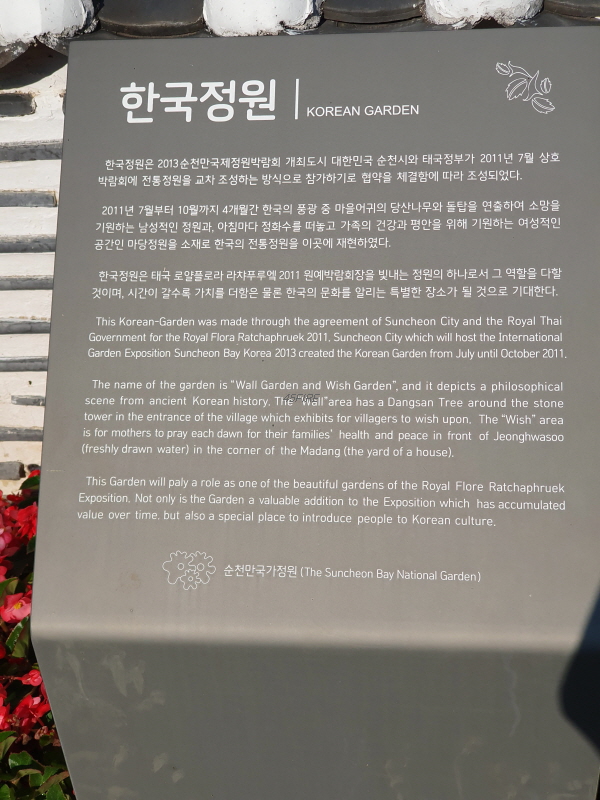 한국정원 | KOREAN GARDEN
한국정원은 2013순천만국제정원박람회 개최도시 대한민국 순천시와 태국정부가 2011년 7월 상호
박람회에 전통정원을 교차 조성하는 방식으로 참가하기로 협약을 체결함에 따라 조성되었다.
2011년 7월부터 10월까지 4개월간 한국의 풍광 중 마을어귀의 당산나무와 돌탑을 연출하여 소망을
기원하는 남성적인 정원과, 아침마다 정화수를 떠놓고 가족의 건강과 평안을 위해 기원하는 여성적인
공간인 마당정원을 소재로 한국의 전통정원을 이곳에 재현하였다.
한국정원은 태국 로얄플로라 라차푸루엑 2011 원예박람회장을 빛내는 정원의 하나로서 그 역할을 다할
것이며, 시간이 갈수록 가치를 더함은 물론 한국의 문화를 알리는 특별한 장소가 될 것으로 기대한다.
This Korean-Garden was made through the agreement of Suncheon City and the Royal Thai
Government for the Royal Flora Ratchaphruek 2011. Suncheon City which will host the International
Garden Exposition Suncheon Bay Korea 2013 created the Korean Garden from July until October 2011.
The name of the garden is “Wall Garden and Wish Garden”, and it depicts a philosophical
scene from ancient Korean history. The “Wall”area has a Dangsan Tree around the stone
tower in the entrance of the village which exhibits for villagers to wish upon. The “Wish” area
is for mothers to pray each dawn for their families' health and peace in front of Jeonghwasoo
(freshly drawn water) in the corner of the Madang (the yard of a house).
This Garden will paly a role as one of the beautiful gardens of the Royal Flore Ratchaphruek
Exposition. Not only is the Garden a valuable addition to the Exposition which has accumulated
value over time. but also a special place to introduce people to Korean culture.
순천만국가정원 (The Suncheon Bay National Garden)